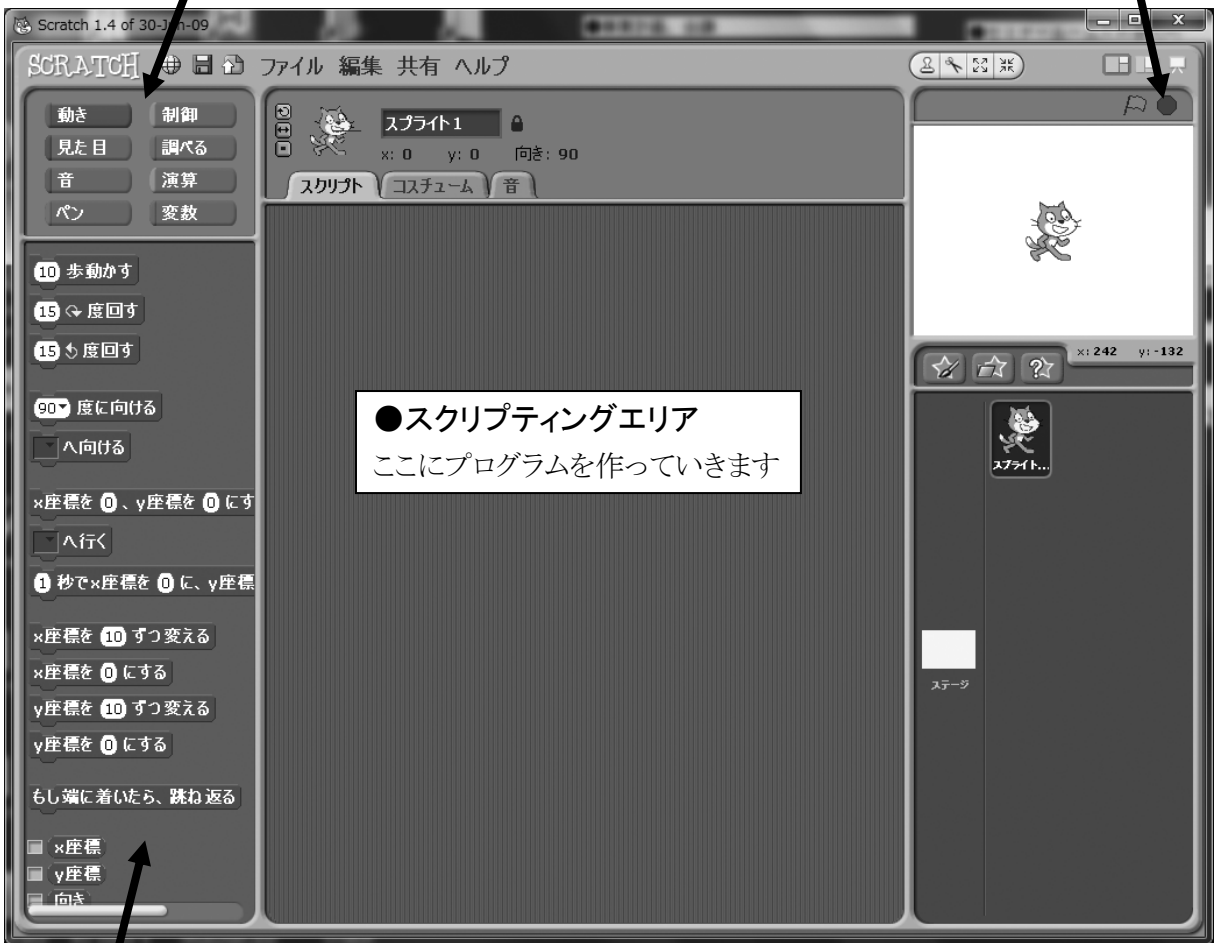 Scratch 1.4 of 30-Jun-09
SCRATCH ファイル 編集 共有 ヘルプ
動き 制御
見た目 調べる
音 演算
ペン 変数
スプライト1
x: 0 y: 0 向き: 90
スクリプト コスチューム 音
10 歩動かす
15 度回す
15 度回す
90 度に向ける
へ向ける
x座標を 0 、y座標を 0 にす
へ行く
1 秒でx座標を 0 に、y座標
x座標を 10 ずつ変える
x座標を 0 にする
y座標を 10 ずつ変える
y座標を 0 にする
もし端に着いたら、跳ね返る
x座標
y座標
向き
●スクリプティングエリア
ここにプログラムを作っていきます
x: 242 y: -132
スプライト...
ステージ